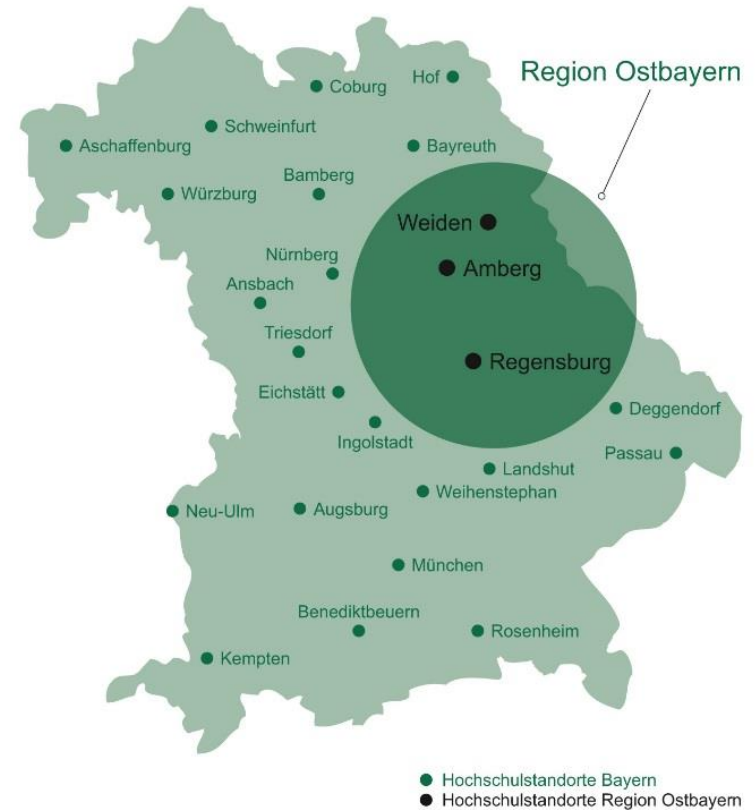 Hof
Region Ostbayern
Coburg
Schweinfurt
Aschaffenburg
Bayreuth
Bamberg
Würzburg
Weiden
Nürnberg
Amberg
Ansbach
Triesdorf
Regensburg
Eichstätt
Deggendorf
Ingolstadt
Passau
Landshut
Weihenstephan
Neu-Ulm
Augsburg
München
Benediktbeuern
Rosenheim
Kempten
Hochschulstandorte Bayern
Hochschulstandorte Region Ostbayern